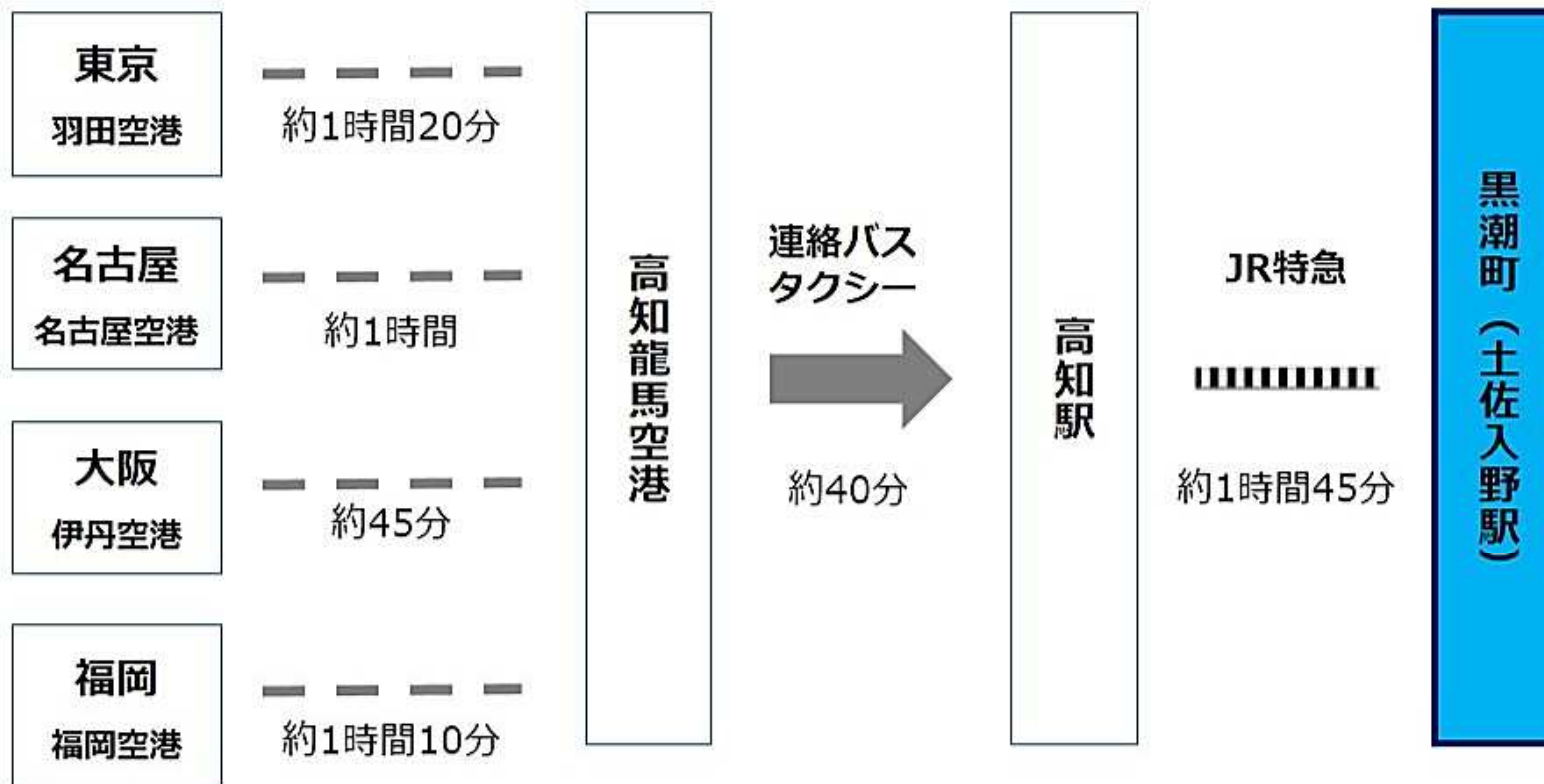 東京
羽田空港
約1時間20分
名古屋
名古屋空港
約1時間
大阪
伊丹空港
約45分
福岡
福岡空港
約1時間10分
高知龍馬空港
連絡バス
タクシー
約40分
高知駅
JR特急
約1時間45分
黒潮町（土佐入野駅）